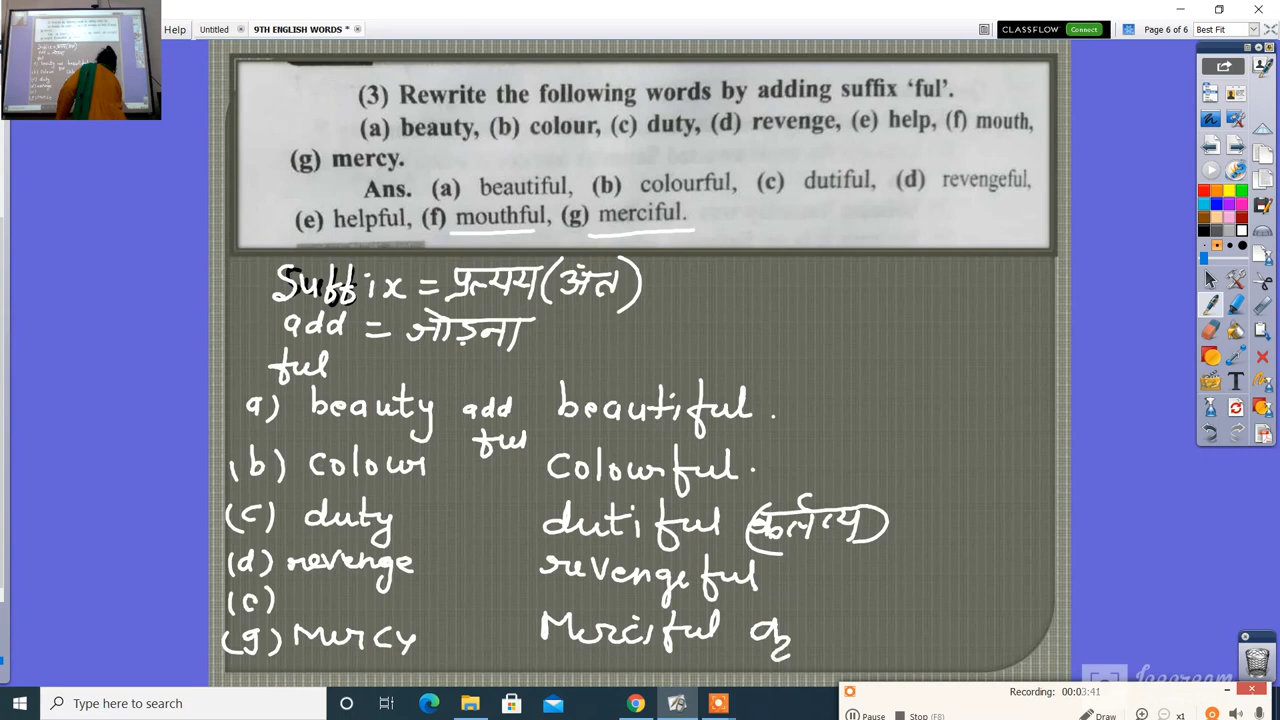 Help Untitled 9TH ENGLISH WORDS * CLASSFLOW Connect Page 6 of 6 Best Fit
(3) Rewrite the following words by adding suffix ‘ful’.
(a) beauty, (b) colour, (c) duty, (d) revenge, (e) help, (f) mouth,
(g) mercy.
Ans. (a) beautiful, (b) colourful, (c) dutiful, (d) revengeful,
(e) helpful, (f) mouthful, (g) merciful.
Suffix = प्रत्यय (अंत)
add = जोड़ना
ful
a) beauty add beautiful.
ful
(b) Colour Colourful.
(c) duty dutiful (कर्तव्य)
(d) revenge revengeful
(e)
(g) Mercy Merciful
Icecream
Type here to search
Recording: 00:03:41
Pause Stop (F8) Draw x1